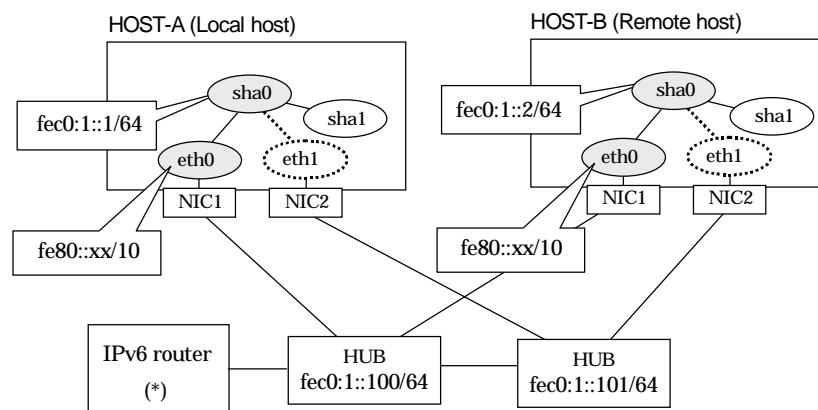 HOST-A (Local host)
HOST-B (Remote host)
sha0
sha1
fec0:1::1/64
eth0
eth1
NIC1
NIC2
fe80::xx/10
sha0
sha1
fec0:1::2/64
eth0
eth1
NIC1
NIC2
fe80::xx/10
IPv6 router
(*)
HUB
fec0:1::100/64
HUB
fec0:1::101/64